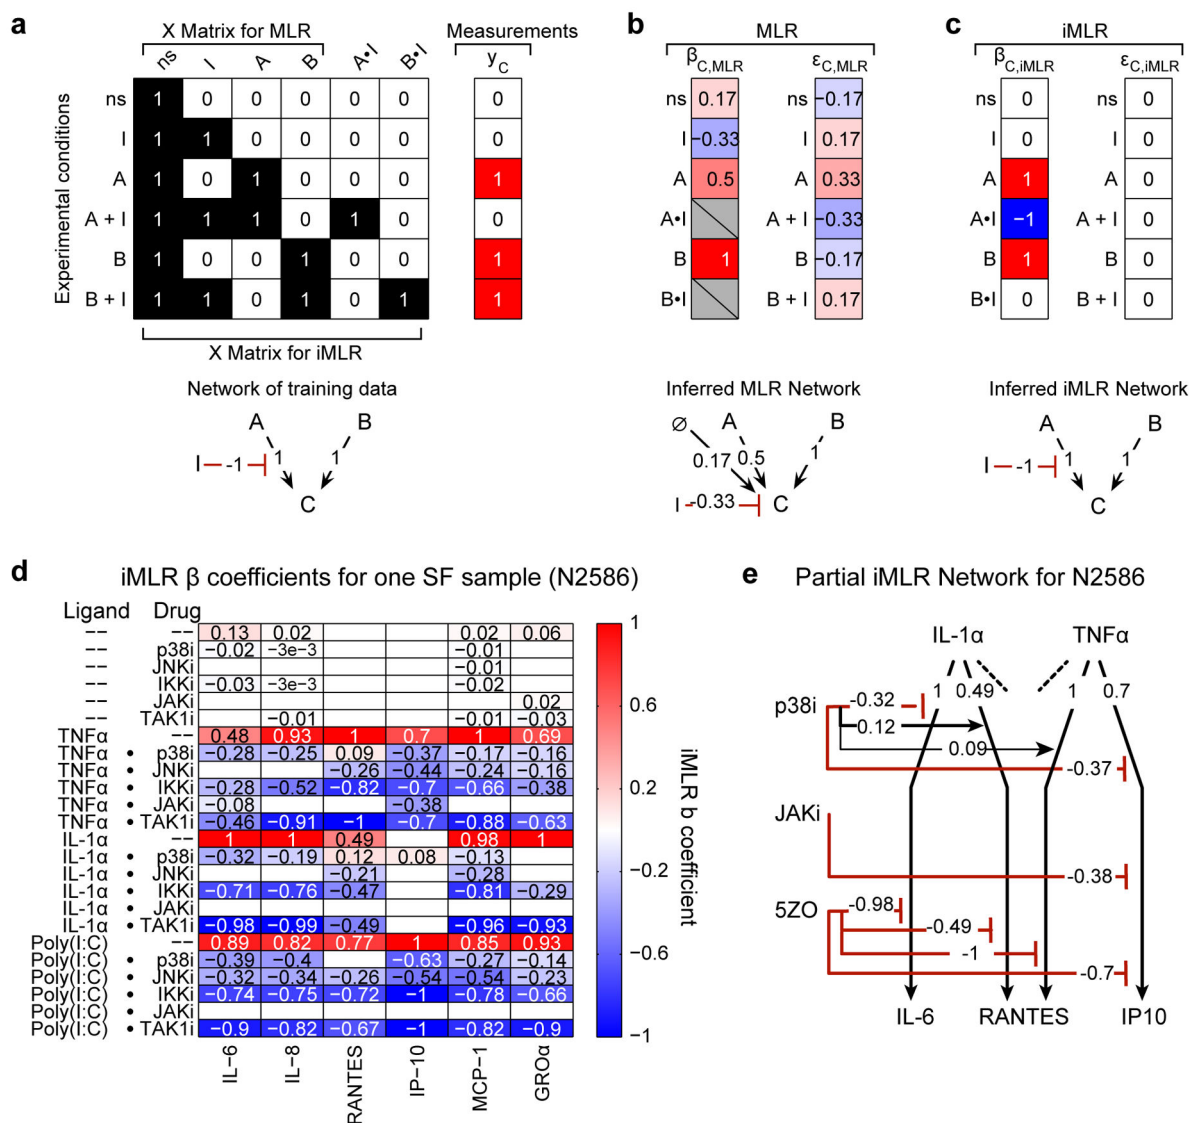 a
X Matrix for MLR
Measurements
ns I A B A•I B•I
y_C
Experimental conditions
ns 1 0 0 0 0 0 0
I 1 1 0 0 0 0 0
A 1 0 1 0 0 0 1
A + I 1 1 1 0 1 0 0
B 1 0 0 1 0 0 1
B + I 1 1 0 1 0 1 1
X Matrix for iMLR
Network of training data
A B
I -1 1 1
C
b
MLR
β_C,MLR ε_C,MLR
ns 0.17 ns −0.17
I −0.33 I 0.17
A 0.5 A 0.33
A•I A + I −0.33
B 1 B −0.17
B•I B + I 0.17
Inferred MLR Network
∅ A B
0.17 0.5 1
I -0.33 C
c
iMLR
β_C,iMLR ε_C,iMLR
ns 0 ns 0
I 0 I 0
A 1 A 0
A•I −1 A + I 0
B 1 B 0
B•I 0 B + I 0
Inferred iMLR Network
A B
I -1 1 1
C
d
iMLR β coefficients for one SF sample (N2586)
Ligand Drug
−− −− 0.13 0.02 0.02 0.06
−− p38i −0.02 −3e−3 −0.01
−− JNKi −0.01
−− IKKi −0.03 −3e−3 −0.02
−− JAKi 0.02
−− TAK1i −0.01 −0.01 −0.03
TNFα −− 0.48 0.93 1 0.7 1 0.69
TNFα • p38i −0.28 −0.25 0.09 −0.37 −0.17 −0.16
TNFα • JNKi −0.26 −0.44 −0.24 −0.16
TNFα • IKKi −0.28 −0.52 −0.82 −0.7 −0.66 −0.38
TNFα • JAKi −0.08 −0.38
TNFα • TAK1i −0.46 −0.91 −1 −0.7 −0.88 −0.63
IL-1α −− 1 1 0.49 0.98 1
IL-1α • p38i −0.32 −0.19 0.12 0.08 −0.13
IL-1α • JNKi −0.21 −0.28
IL-1α • IKKi −0.71 −0.76 −0.47 −0.81 −0.29
IL-1α • JAKi
IL-1α • TAK1i −0.98 −0.99 −0.49 −0.96 −0.93
Poly(I:C) −− 0.89 0.82 0.77 1 0.85 0.93
Poly(I:C) • p38i −0.39 −0.4 −0.63 −0.27 −0.14
Poly(I:C) • JNKi −0.32 −0.34 −0.26 −0.54 −0.54 −0.23
Poly(I:C) • IKKi −0.74 −0.75 −0.72 −1 −0.78 −0.66
Poly(I:C) • JAKi
Poly(I:C) • TAK1i −0.9 −0.82 −0.67 −1 −0.82 −0.9
IL−6 IL−8 RANTES IP−10 MCP−1 GROα
1
0.6
0.2
−0.2
−0.6
−1
iMLR b coefficient
e
Partial iMLR Network for N2586
IL-1α TNFα
1 0.49 1 0.7
p38i -0.32
-0.12
0.09
-0.37
JAKi
-0.38
5ZO -0.98
-0.49
-1
-0.7
IL-6 RANTES IP10